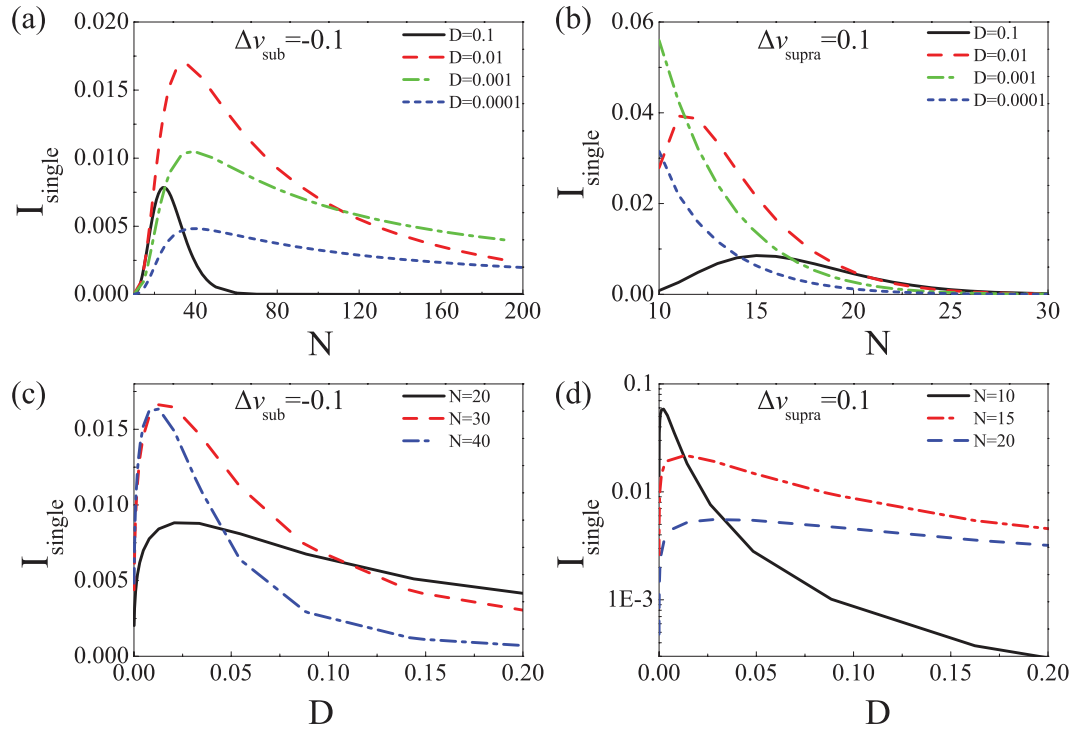 (a)
Δv_sub=-0.1
D=0.1
D=0.01
D=0.001
D=0.0001
I_single
0.020
0.015
0.010
0.005
0.000
40
80
120
160
200
N
(b)
Δv_supra=0.1
D=0.1
D=0.01
D=0.001
D=0.0001
I_single
0.06
0.04
0.02
0.00
10
15
20
25
30
N
(c)
Δv_sub=-0.1
N=20
N=30
N=40
I_single
0.015
0.010
0.005
0.000
0.00
0.05
0.10
0.15
0.20
D
(d)
Δv_supra=0.1
N=10
N=15
N=20
I_single
0.1
0.01
1E-3
0.00
0.05
0.10
0.15
0.20
D